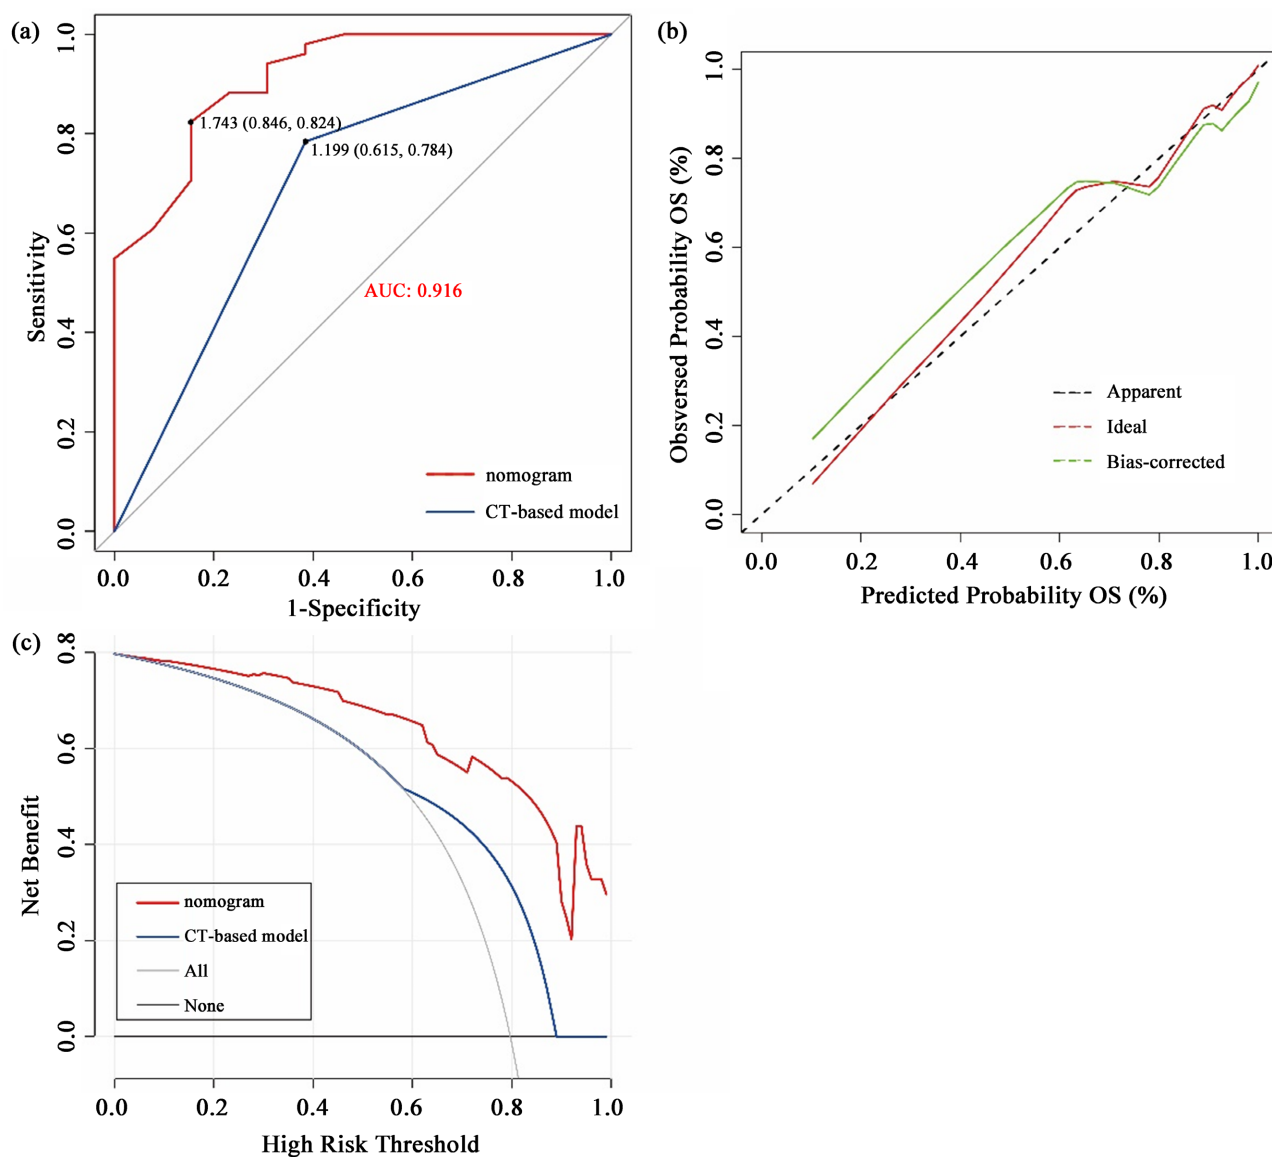 (a)
1.0
0.8
0.6
0.4
0.2
0.0
Sensitivity
1.743 (0.846, 0.824)
1.199 (0.615, 0.784)
AUC: 0.916
nomogram
CT-based model
0.0 0.2 0.4 0.6 0.8 1.0
1-Specificity
(b)
1.0
0.8
0.6
0.4
0.2
0.0
Obsversed Probability OS (%)
Apparent
Ideal
Bias-corrected
0.0 0.2 0.4 0.6 0.8 1.0
Predicted Probability OS (%)
(c)
0.8
0.6
0.4
0.2
0.0
Net Benefit
nomogram
CT-based model
All
None
0.0 0.2 0.4 0.6 0.8 1.0
High Risk Threshold